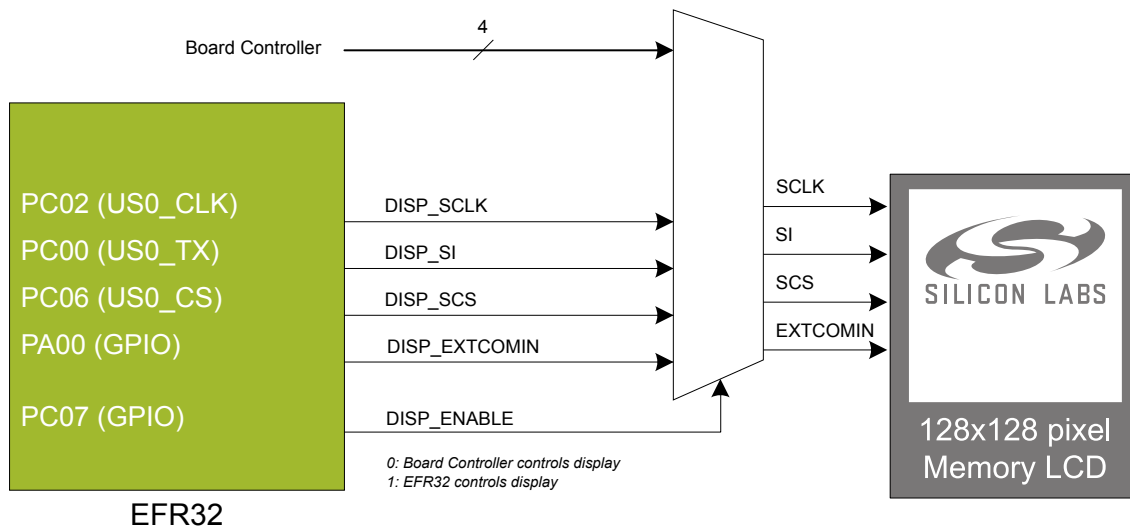 4
Board Controller
PC02 (US0_CLK)
PC00 (US0_TX)
PC06 (US0_CS)
PA00 (GPIO)
PC07 (GPIO)
EFR32
DISP_SCLK
DISP_SI
DISP_SCS
DISP_EXTCOMIN
DISP_ENABLE
0: Board Controller controls display
1: EFR32 controls display
SCLK
SI
SCS
EXTCOMIN
SILICON LABS
128x128 pixel
Memory LCD